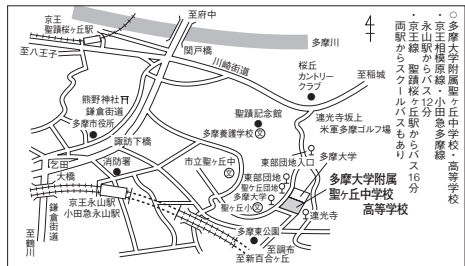 ○多摩大学附属聖ヶ丘中学校・高等学校
・京王相模原線・小田急多摩線
永山駅からバス12分
・京王線 聖蹟桜ヶ丘駅からバス16分
両駅からスクールバスもあり
至府中
京王
聖蹟桜ヶ丘駅
至八王子
関戸橋
多摩川
川崎街道
桜丘
カントリー
クラブ
至稲城
4
熊野神社
鎌倉街道
多摩市役所
聖蹟記念館
多摩養護学校
文
連光寺坂上
米軍多摩ゴルフ場
諏訪下橋
乞田
大橋
消防署
市立聖ヶ丘中
文
東部団地入口
多摩大学
東部団地
聖ヶ丘団地
多摩大学
聖ヶ丘小
文
多摩大学附属
聖ヶ丘中学校
高等学校
京王永山駅
小田急永山駅
連光寺
鎌倉
街道
至鶴川
多摩東公園
至調布
至新百合ヶ丘